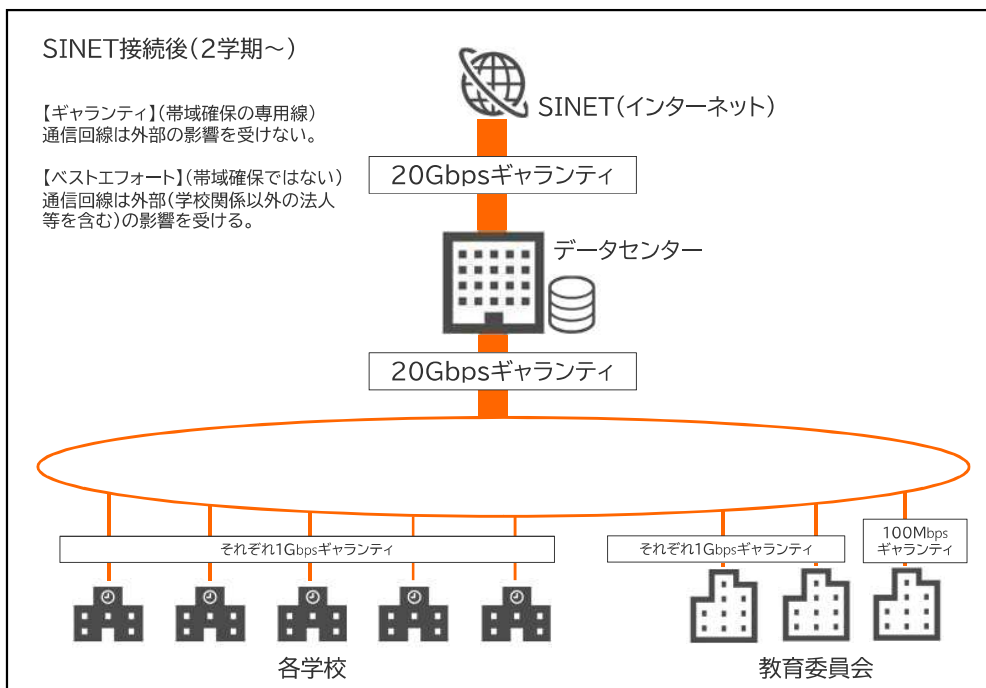 SINET接続後(2学期～)
【ギャランティ】(帯域確保の専用線)
通信回線は外部の影響を受けない。
【ベストエフォート】(帯域確保ではない)
通信回線は外部(学校関係以外の法人
等を含む)の影響を受ける。
SINET(インターネット)
20Gbpsギャランティ
データセンター
20Gbpsギャランティ
それぞれ1Gbpsギャランティ
それぞれ1Gbpsギャランティ
100Mbps
ギャランティ
各学校
教育委員会